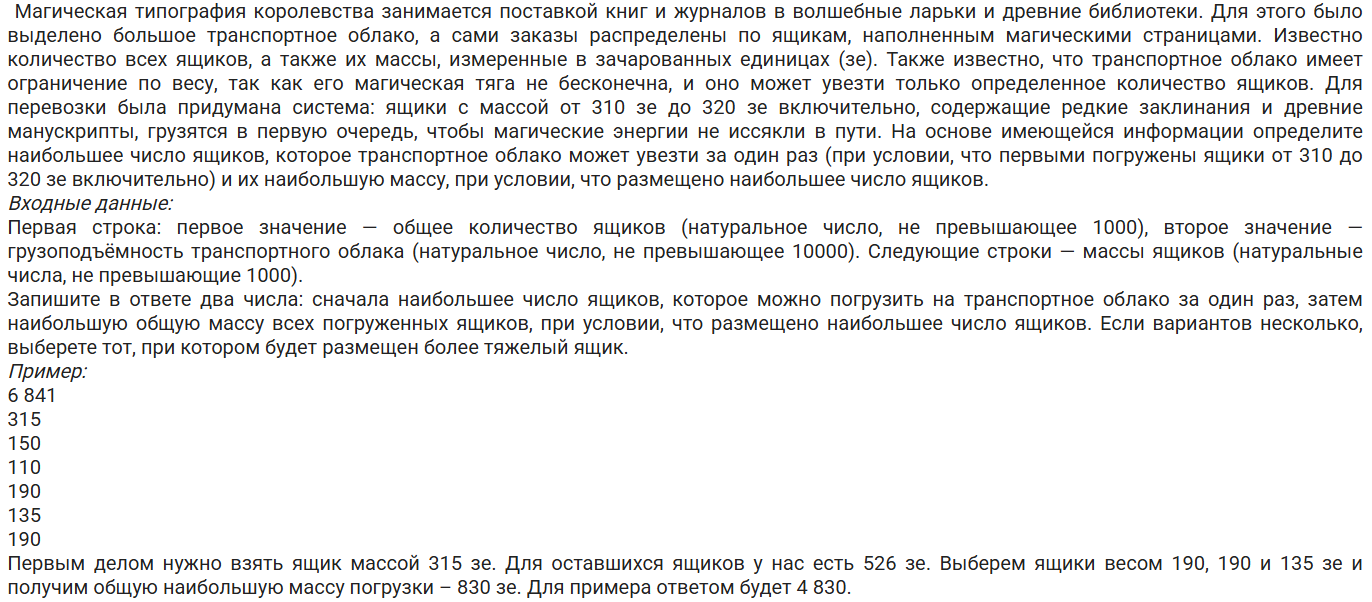 Магическая типография королевства занимается поставкой книг и журналов в волшебные ларьки и древние библиотеки. Для этого было
выделено большое транспортное облако, а сами заказы распределены по ящикам, наполненным магическими страницами. Известно
количество всех ящиков, а также их массы, измеренные в зачарованных единицах (зе). Также известно, что транспортное облако имеет
ограничение по весу, так как его магическая тяга не бесконечна, и оно может увезти только определенное количество ящиков. Для
перевозки была придумана система: ящики с массой от 310 зе до 320 зе включительно, содержащие редкие заклинания и древние
манускрипты, грузятся в первую очередь, чтобы магические энергии не иссякли в пути. На основе имеющейся информации определите
наибольшее число ящиков, которое транспортное облако может увезти за один раз (при условии, что первыми погружены ящики от 310 до
320 зе включительно) и их наибольшую массу, при условии, что размещено наибольшее число ящиков.
Входные данные:
Первая строка: первое значение — общее количество ящиков (натуральное число, не превышающее 1000), второе значение —
грузоподъёмность транспортного облака (натуральное число, не превышающее 10000). Следующие строки — массы ящиков (натуральные
числа, не превышающие 1000).
Запишите в ответе два числа: сначала наибольшее число ящиков, которое можно погрузить на транспортное облако за один раз, затем
наибольшую общую массу всех погруженных ящиков, при условии, что размещено наибольшее число ящиков. Если вариантов несколько,
выберете тот, при котором будет размещен более тяжелый ящик.
Пример:
6 841
315
150
110
190
135
190
Первым делом нужно взять ящик массой 315 зе. Для оставшихся ящиков у нас есть 526 зе. Выберем ящики весом 190, 190 и 135 зе и
получим общую наибольшую массу погрузки – 830 зе. Для примера ответом будет 4 830.